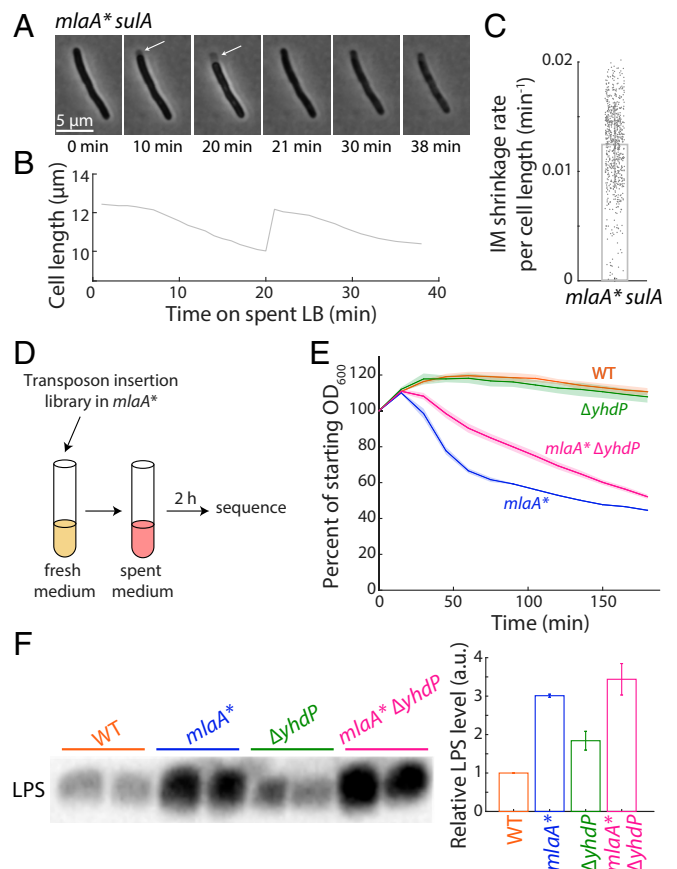 A
mlaA* sulA
5 µm
0 min 10 min 20 min 21 min 30 min 38 min
B
Cell length (µm)
14
12
10
0 10 20 30 40
Time on spent LB (min)
C
IM shrinkage rate
per cell length (min⁻¹)
0.02
0.01
0
mlaA* sulA
D
Transposon insertion
library in mlaA*
2 h
sequence
fresh
medium
spent
medium
E
Percent of starting OD₆₀₀
120
100
80
60
40
20
0
0 50 100 150
Time (min)
WT
ΔyhdP
mlaA* ΔyhdP
mlaA*
F
WT
mlaA*
ΔyhdP
mlaA* ΔyhdP
LPS
Relative LPS level (a.u.)
4
3
2
1
0
WT
mlaA*
ΔyhdP
mlaA*
ΔyhdP